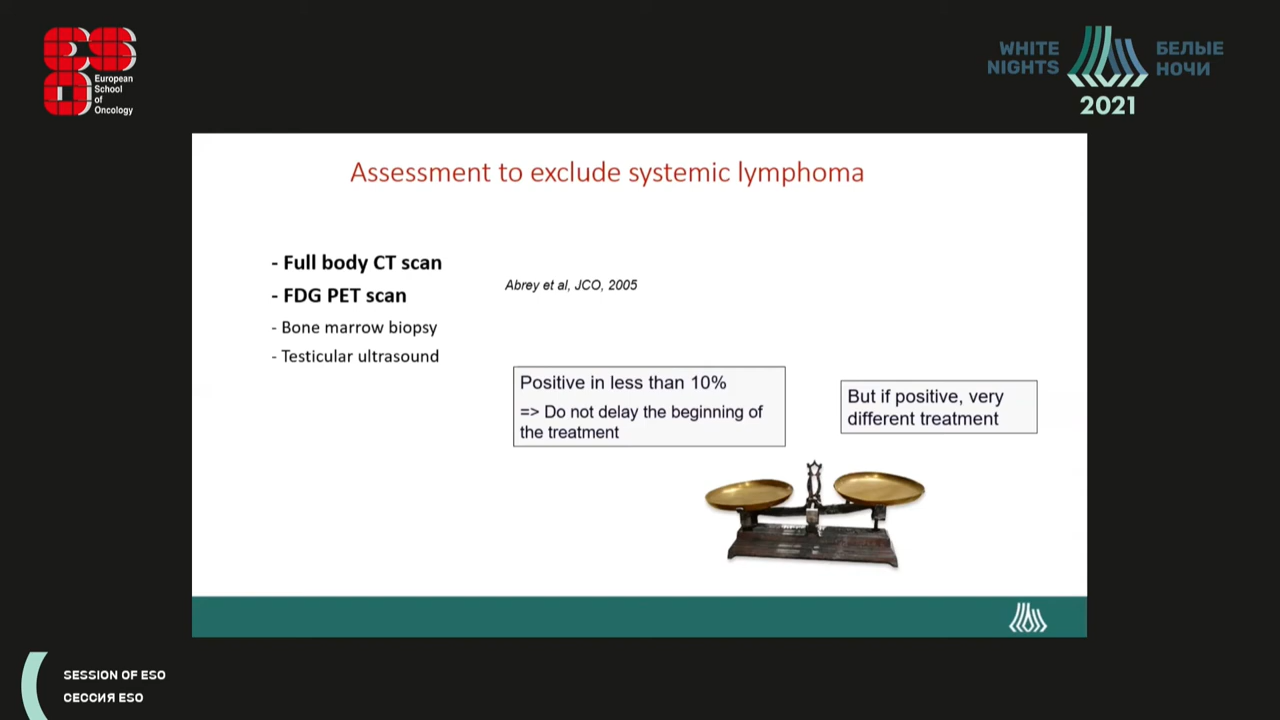 European
School
of
Oncology
WHITE
NIGHTS
БЕЛЫЕ
НОЧИ
2021
Assessment to exclude systemic lymphoma
- Full body CT scan
- FDG PET scan
- Bone marrow biopsy
- Testicular ultrasound
Abrey et al, JCO, 2005
Positive in less than 10%
=> Do not delay the beginning of
the treatment
But if positive, very
different treatment
SESSION OF ESO
СЕССИЯ ESO